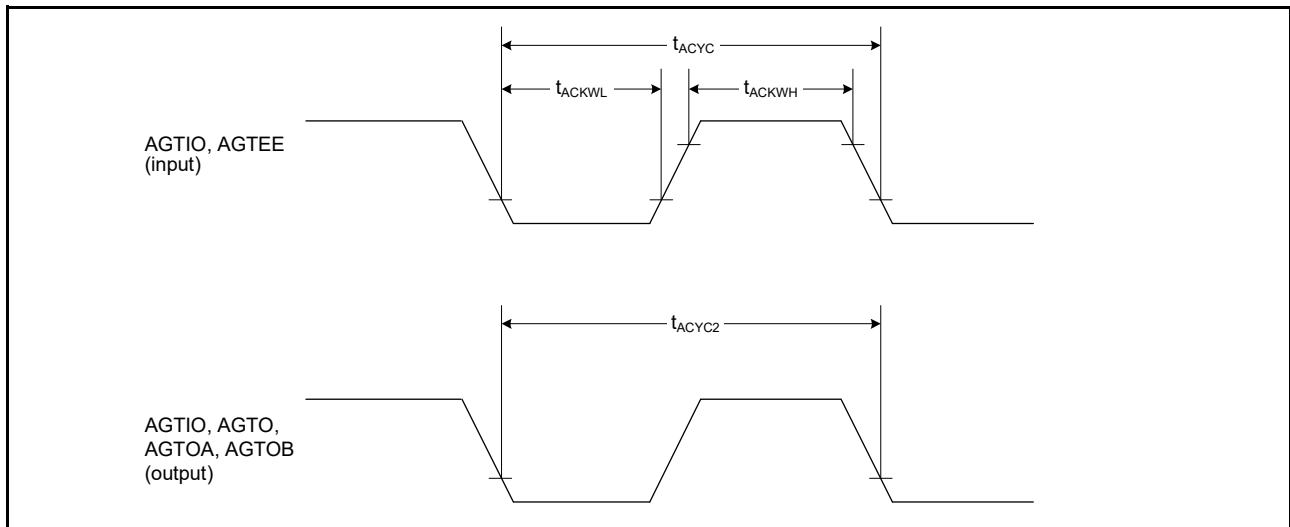 tACYC
tACKWL
tACKWH
AGTIO, AGTEE
(input)
tACYC2
AGTIO, AGTO,
AGTOA, AGTOB
(output)